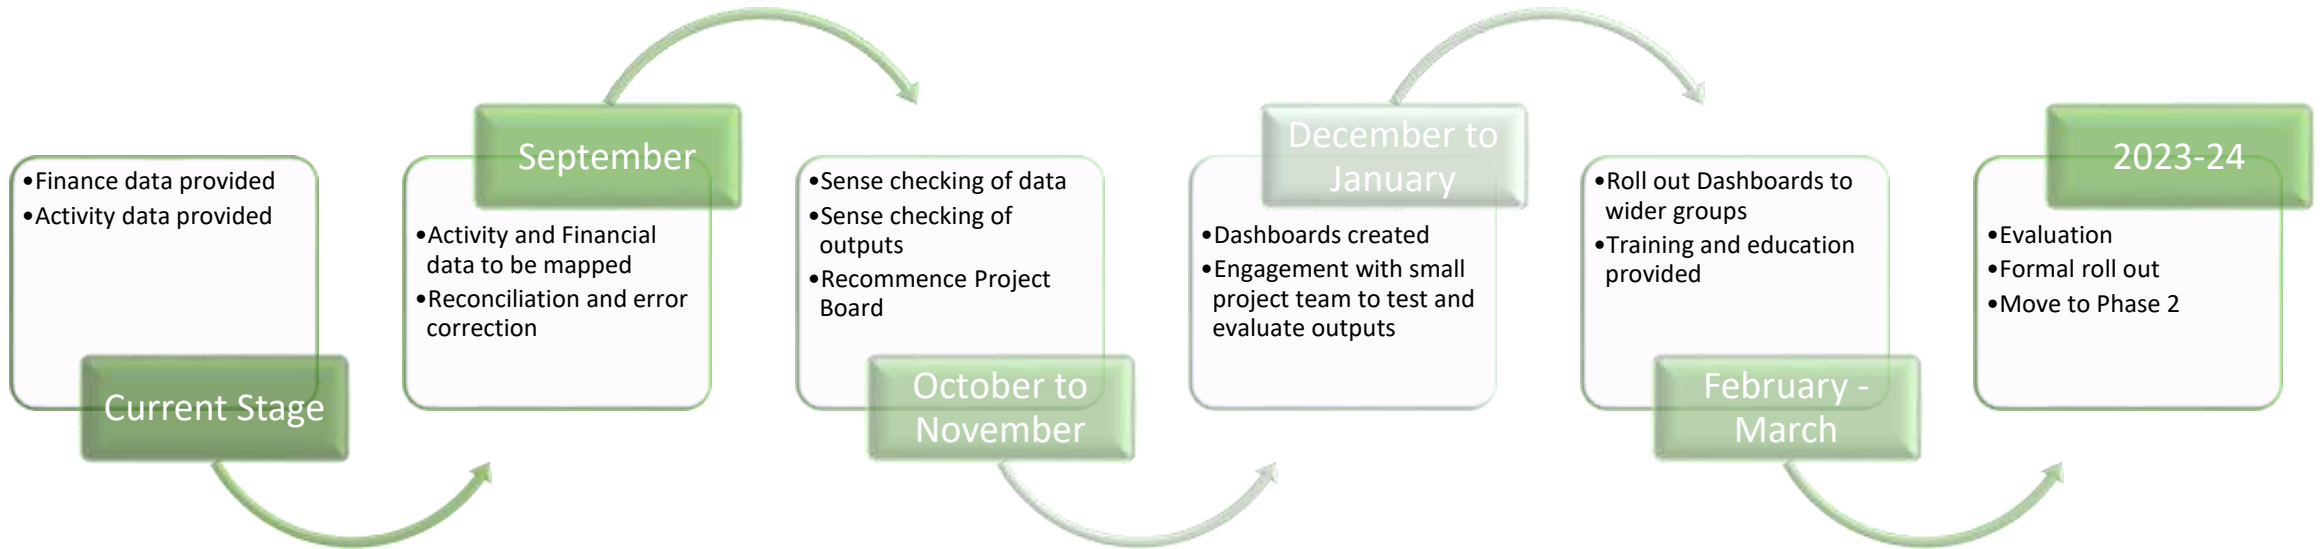 •Finance data provided
•Activity data provided
Current Stage
September
•Activity and Financial
data to be mapped
•Reconciliation and error
correction
•Sense checking of data
•Sense checking of
outputs
•Recommence Project
Board
October to
November
December to
January
•Dashboards created
•Engagement with small
project team to test and
evaluate outputs
•Roll out Dashboards to
wider groups
•Training and education
provided
February -
March
2023-24
•Evaluation
•Formal roll out
•Move to Phase 2